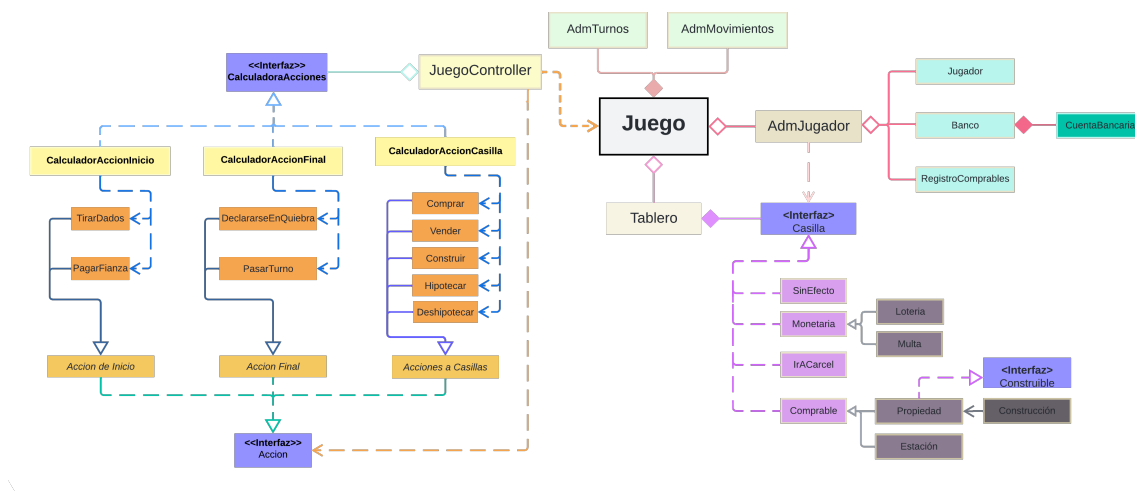 AdmTurnos
AdmMovimientos
<<Interfaz>>
CalculadoraAcciones
JuegoController
Jugador
Juego
AdmJugador
Banco
CuentaBancaria
CalculadorAccionInicio
CalculadorAccionFinal
CalculadorAccionCasilla
RegistroComprables
TirarDados
DeclararseEnQuiebra
Comprar
Tablero
<Interfaz>
Casilla
Vender
PagarFianza
PasarTurno
Construir
Hipotecar
Deshipotecar
SinEfecto
Monetaria
Loteria
Multa
Accion de Inicio
Accion Final
Acciones a Casillas
IrACarcel
<Interfaz>
Construible
Comprable
Propiedad
Construcción
Estación
<<Interfaz>>
Accion